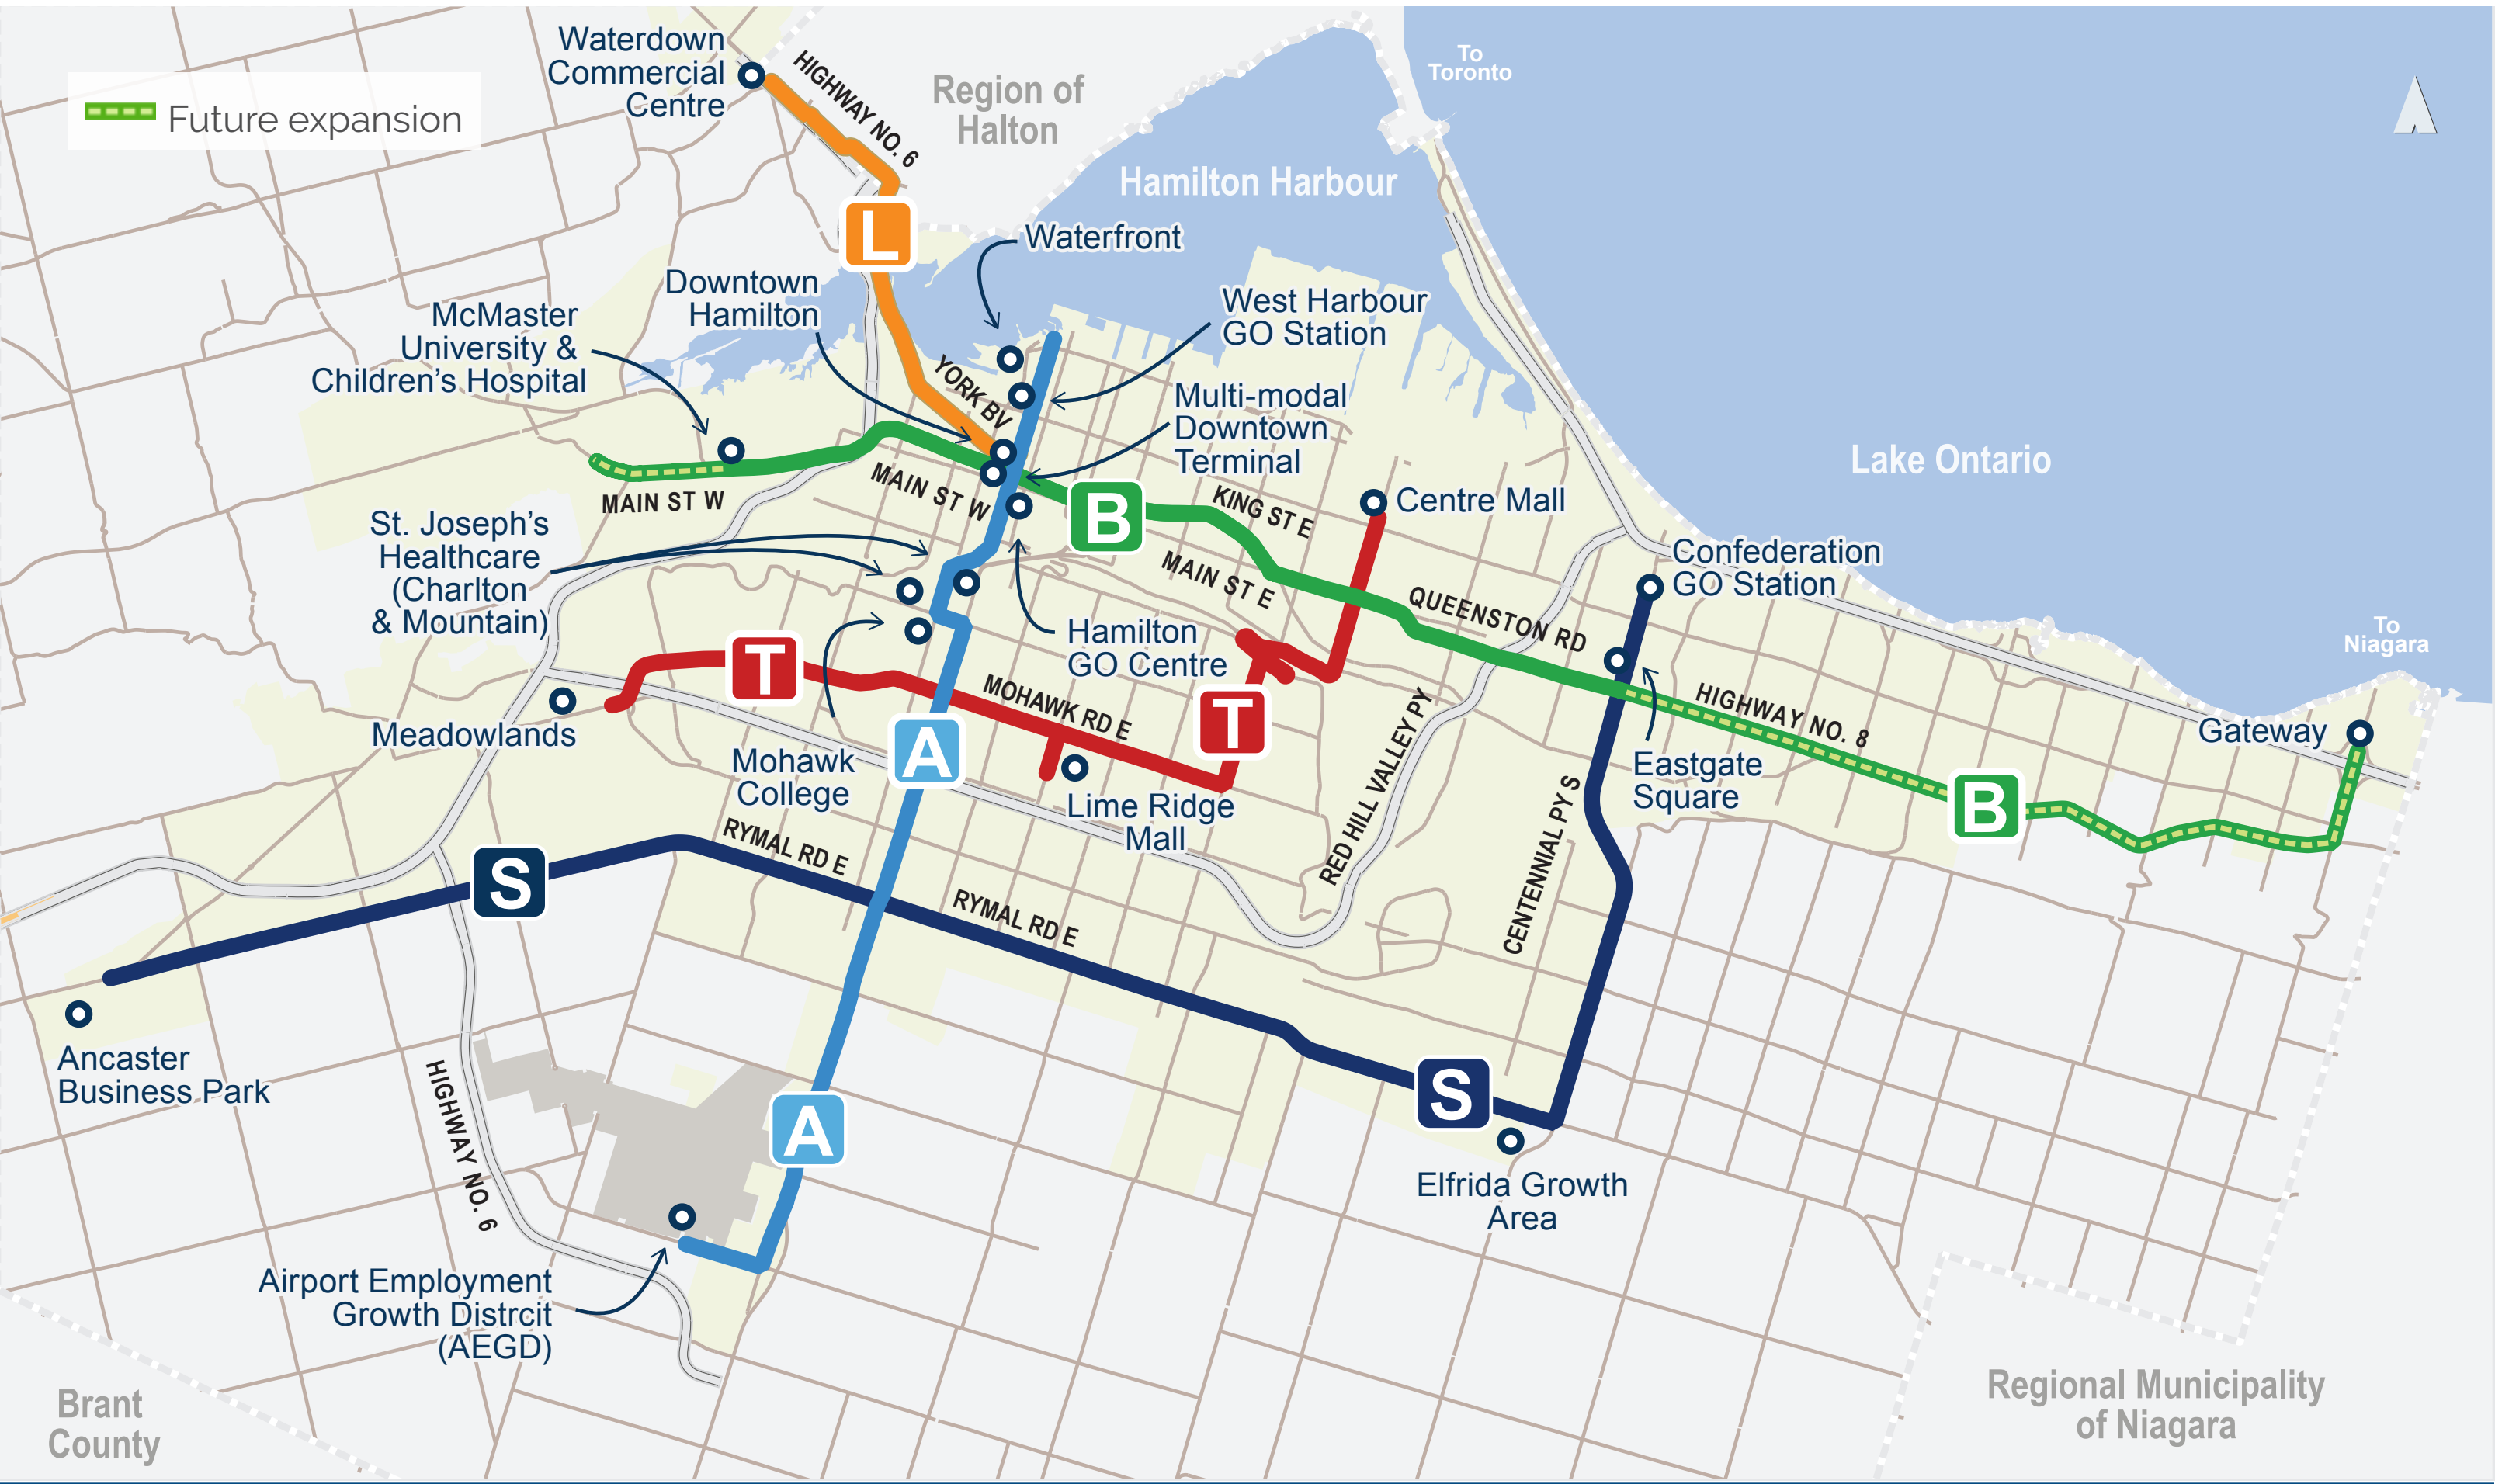 Waterdown
Commercial
Centre
HIGHWAY NO. 6
Future expansion
Region of
Halton
To
Toronto
Hamilton Harbour
L
Waterfront
Downtown
Hamilton
West Harbour
GO Station
McMaster
University &
Children's Hospital
YORK BV
Multi-modal
Downtown
Terminal
Lake Ontario
MAIN ST W
MAIN ST W
B
KING ST E
Centre Mall
St. Joseph's
Healthcare
(Charlton
& Mountain)
MAIN ST E
QUEENSTON RD
Confederation
GO Station
Hamilton
GO Centre
To
Niagara
T
Meadowlands
MOHAWK RD E
T
HIGHWAY NO. 8
Gateway
Mohawk
College
A
Lime Ridge
Mall
RED HILL VALLEY PY
Eastgate
Square
B
CENTENNIAL PY S
S
RYMAL RD E
RYMAL RD E
Ancaster
Business Park
HIGHWAY NO. 6
A
S
Elfrida Growth
Area
Airport Employment
Growth Distrcit
(AEGD)
Brant
County
Regional Municipality
of Niagara